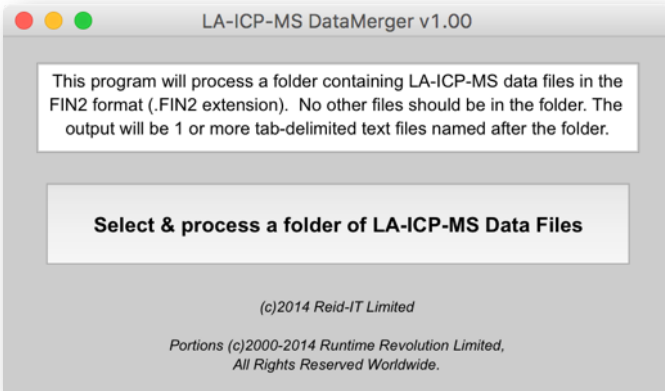 LA-ICP-MS DataMerger v1.00
This program will process a folder containing LA-ICP-MS data files in the
FIN2 format (.FIN2 extension).  No other files should be in the folder. The
output will be 1 or more tab-delimited text files named after the folder.
Select & process a folder of LA-ICP-MS Data Files
(c)2014 Reid-IT Limited
Portions (c)2000-2014 Runtime Revolution Limited,
All Rights Reserved Worldwide.